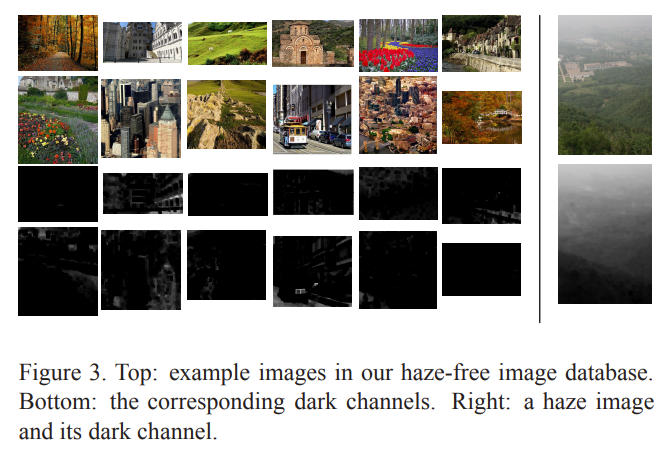 Figure 3. Top: example images in our haze-free image database.
Bottom: the corresponding dark channels. Right: a haze image
and its dark channel.